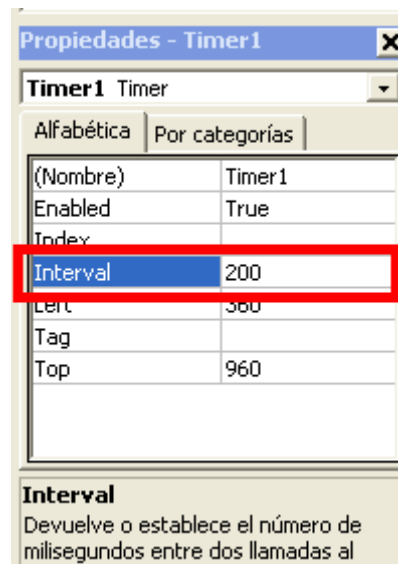 Propiedades - Timer1
Timer1 Timer
Alfabética Por categorías
(Nombre) Timer1
Enabled True
Index
Interval 200
Left 360
Tag
Top 960
Interval
Devuelve o establece el número de
milisegundos entre dos llamadas al